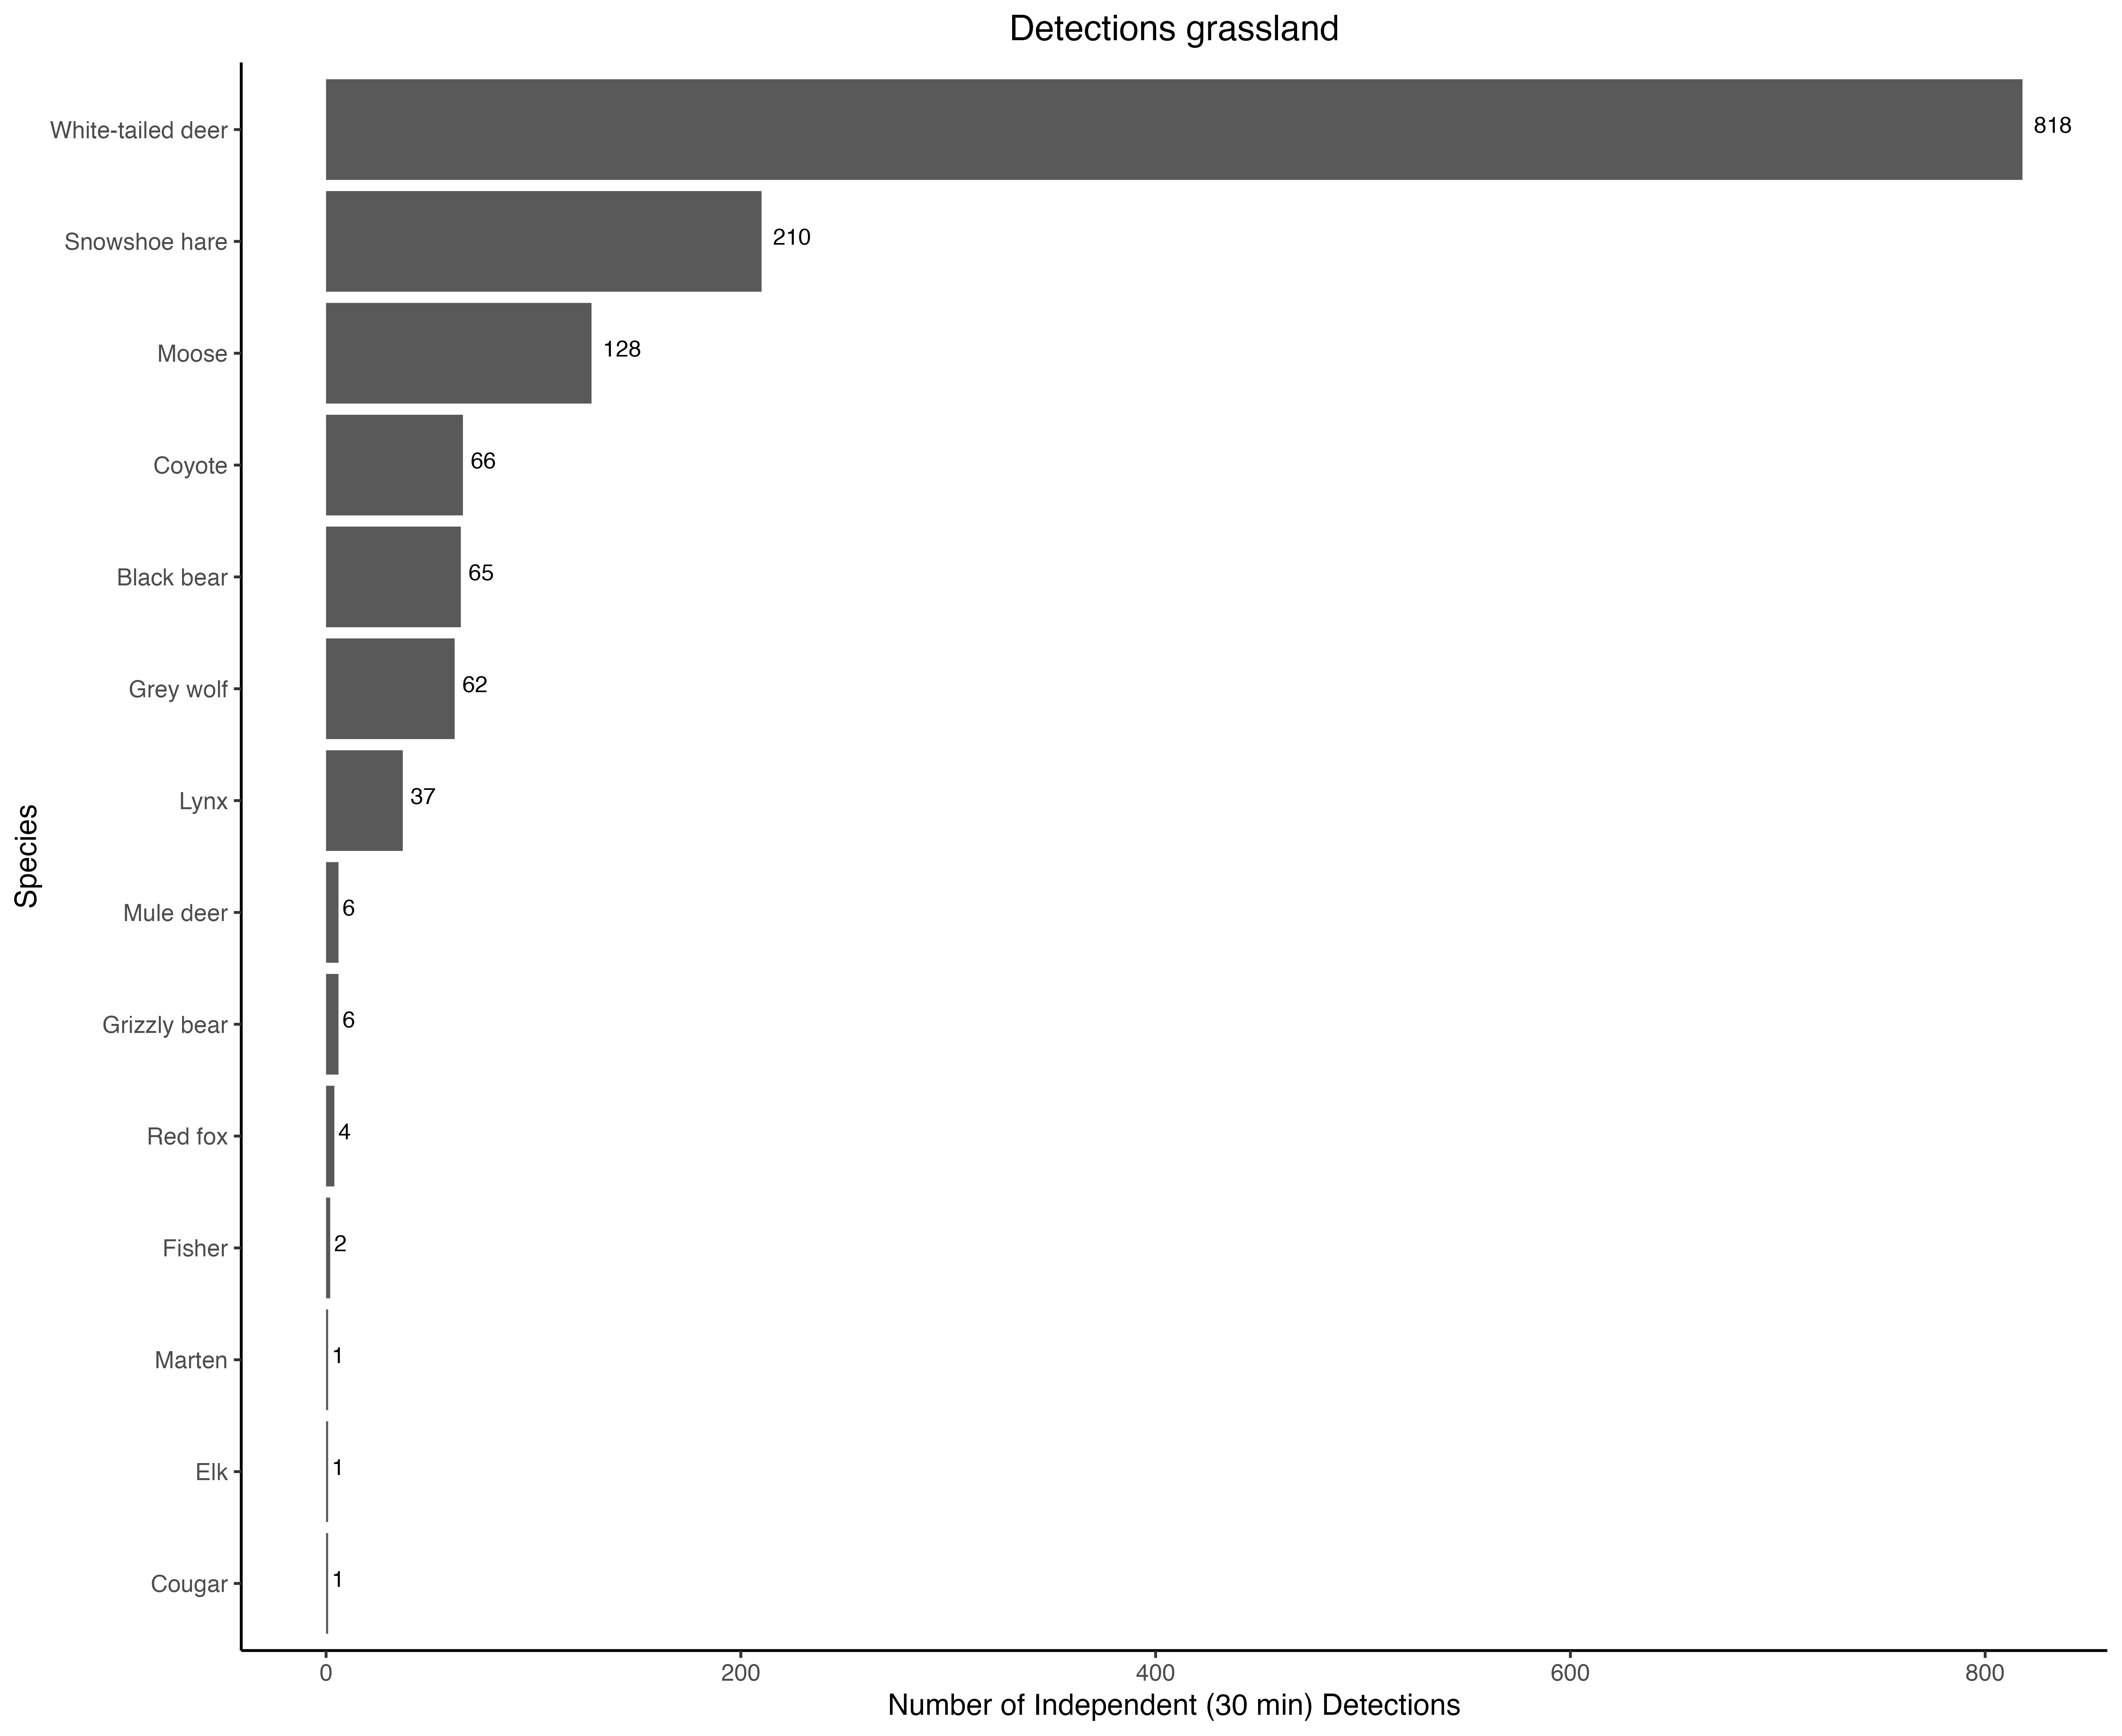 Detections grassland
White-tailed deer 818
Snowshoe hare 210
Moose 128
Coyote 66
Black bear 65
Grey wolf 62
Lynx 37
Mule deer 6
Grizzly bear 6
Red fox 4
Fisher 2
Marten 1
Elk 1
Cougar 1
Species
0 200 400 600 800
Number of Independent (30 min) Detections